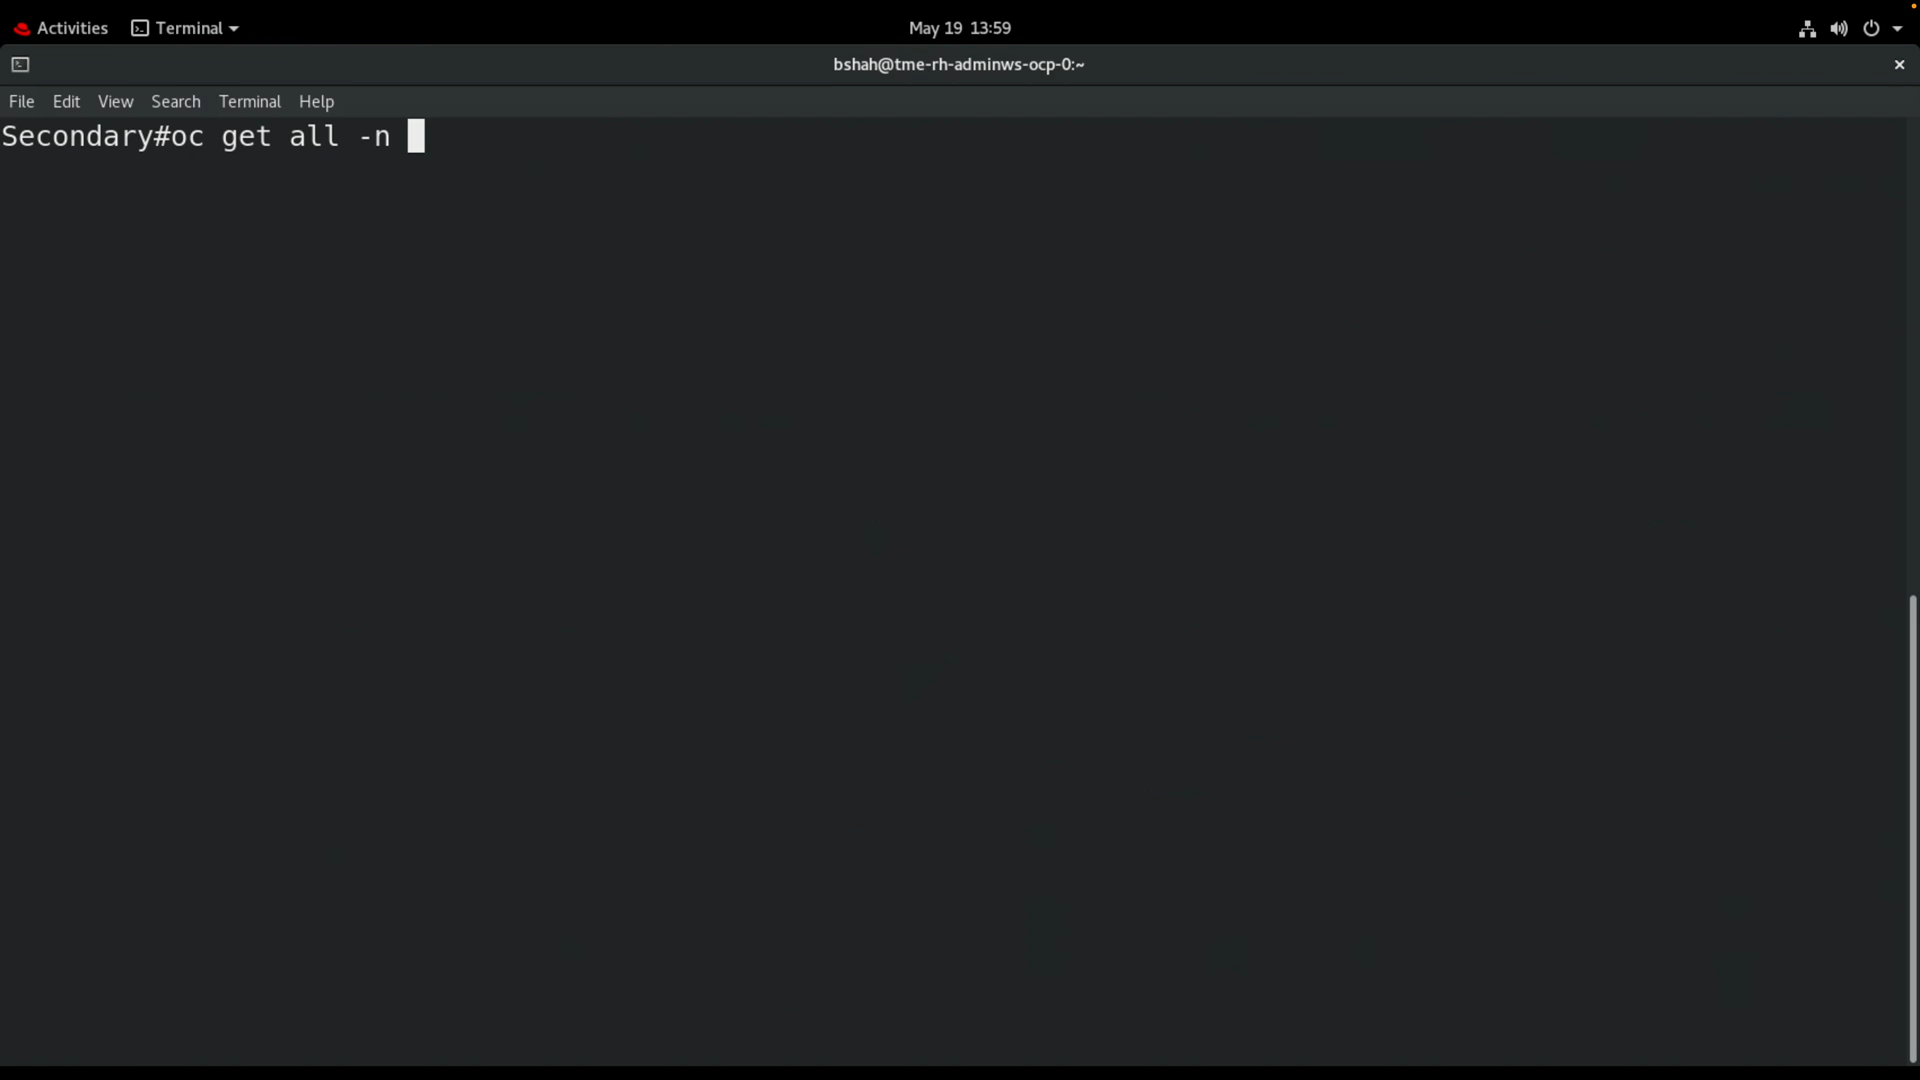 Activities Terminal May 19 13:59
bshah@tme-rh-adminws-ocp-0:~
File Edit View Search Terminal Help
Secondary#oc get all -n